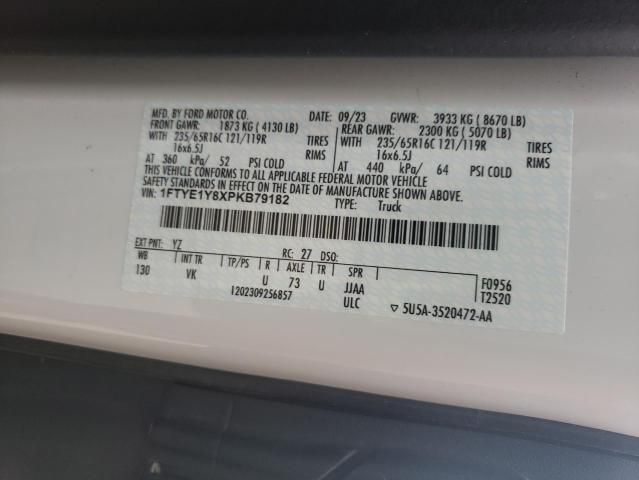 MFD. BY FORD MOTOR CO. DATE: 09/23 GVWR: 3933 KG ( 8670 LB)
FRONT GAWR: 1873 KG ( 4130 LB) REAR GAWR: 2300 KG ( 5070 LB)
WITH 235/65R16C 121/119R TIRES WITH 235/65R16C 121/119R TIRES
16x6.5J RIMS 16x6.5J RIMS
AT 360 kPa/ 52 PSI COLD AT 440 kPa/ 64 PSI COLD
THIS VEHICLE CONFORMS TO ALL APPLICABLE FEDERAL MOTOR VEHICLE
SAFETY AND THEFT PREVENTION STANDARDS IN EFFECT ON THE DATE OF MANUFACTURE SHOWN ABOVE.
VIN: 1FTYE1Y8XPKB79182 TYPE: Truck
EXT PNT: YZ RC: 27 DSO:
WB INT TR TP/PS R AXLE TR SPR F0956
130 VK U 73 U JJAA T2520
1202309256857 ULC 5U5A-3520472-AA